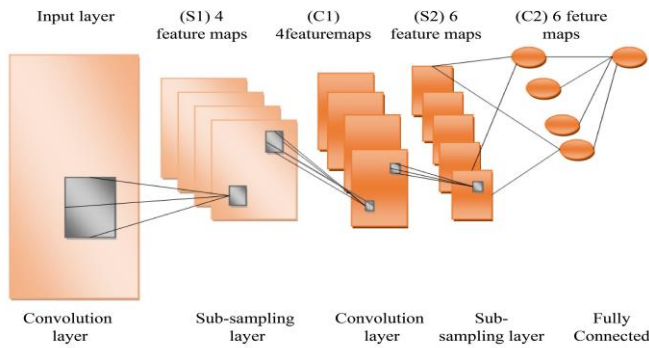 Input layer
(S1) 4
feature maps
(C1)
4featuremaps
(S2) 6
feature maps
(C2) 6 feture
maps
Convolution
layer
Sub-sampling
layer
Convolution
layer
Sub-
sampling layer
Fully
Connected